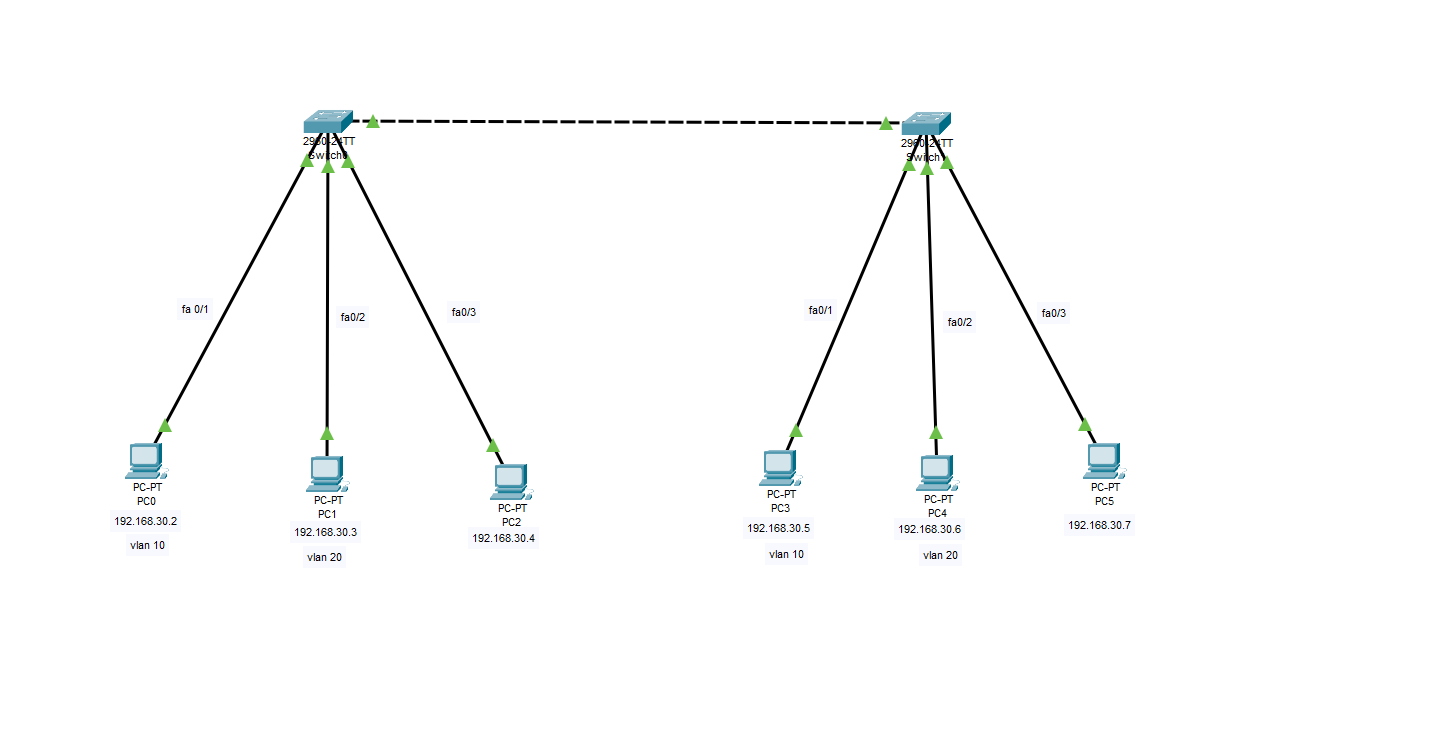 2960-24TT
Switch0
2960-24TT
Switch1
fa 0/1
fa0/2
fa0/3
fa0/1
fa0/2
fa0/3
PC-PT
PC0
192.168.30.2
vlan 10
PC-PT
PC1
192.168.30.3
vlan 20
PC-PT
PC2
192.168.30.4
PC-PT
PC3
192.168.30.5
vlan 10
PC-PT
PC4
192.168.30.6
vlan 20
PC-PT
PC5
192.168.30.7